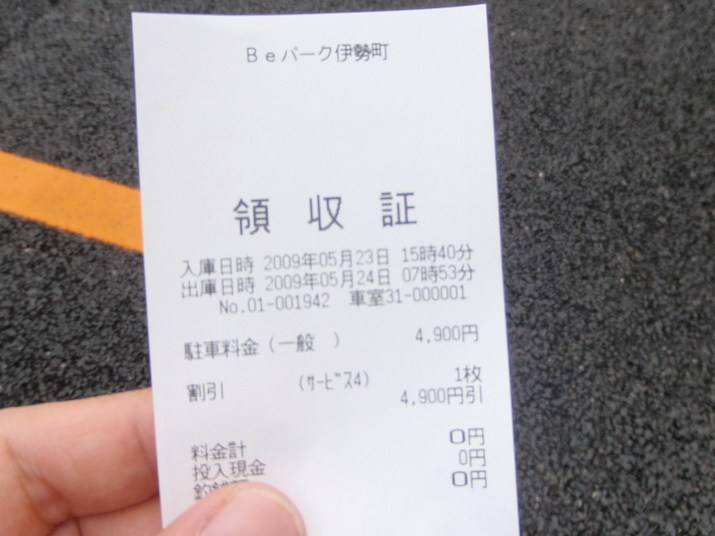 Beパーク伊勢町
領収証
入庫日時 2009年05月23日 15時40分
出庫日時 2009年05月24日 07時53分
No.01-001942 車室31-000001
駐車料金(一般 ) 4,900円
割引 (ｻｰﾋﾞｽ4) 1枚
4,900円引
料金計 0円
投入現金 0円
0円